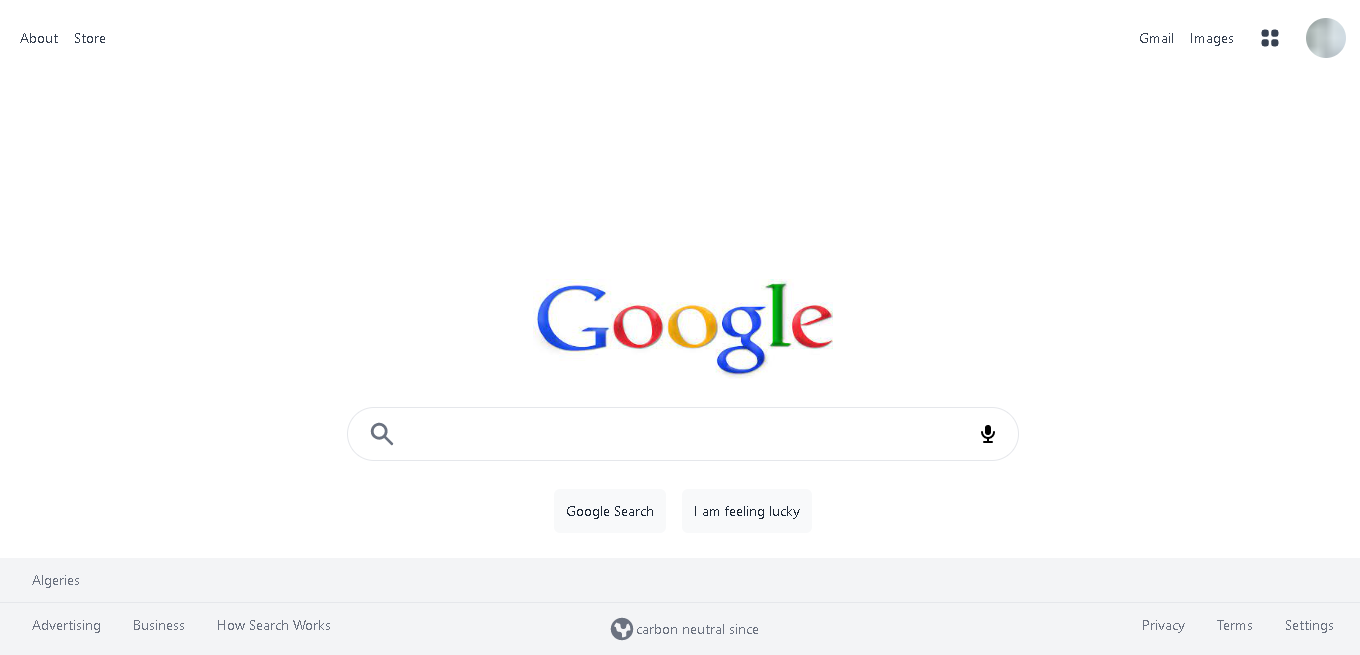 About Store
Gmail Images
Google
Google Search
I am feeling lucky
Algeries
Advertising Business How Search Works
carbon neutral since
Privacy Terms Settings